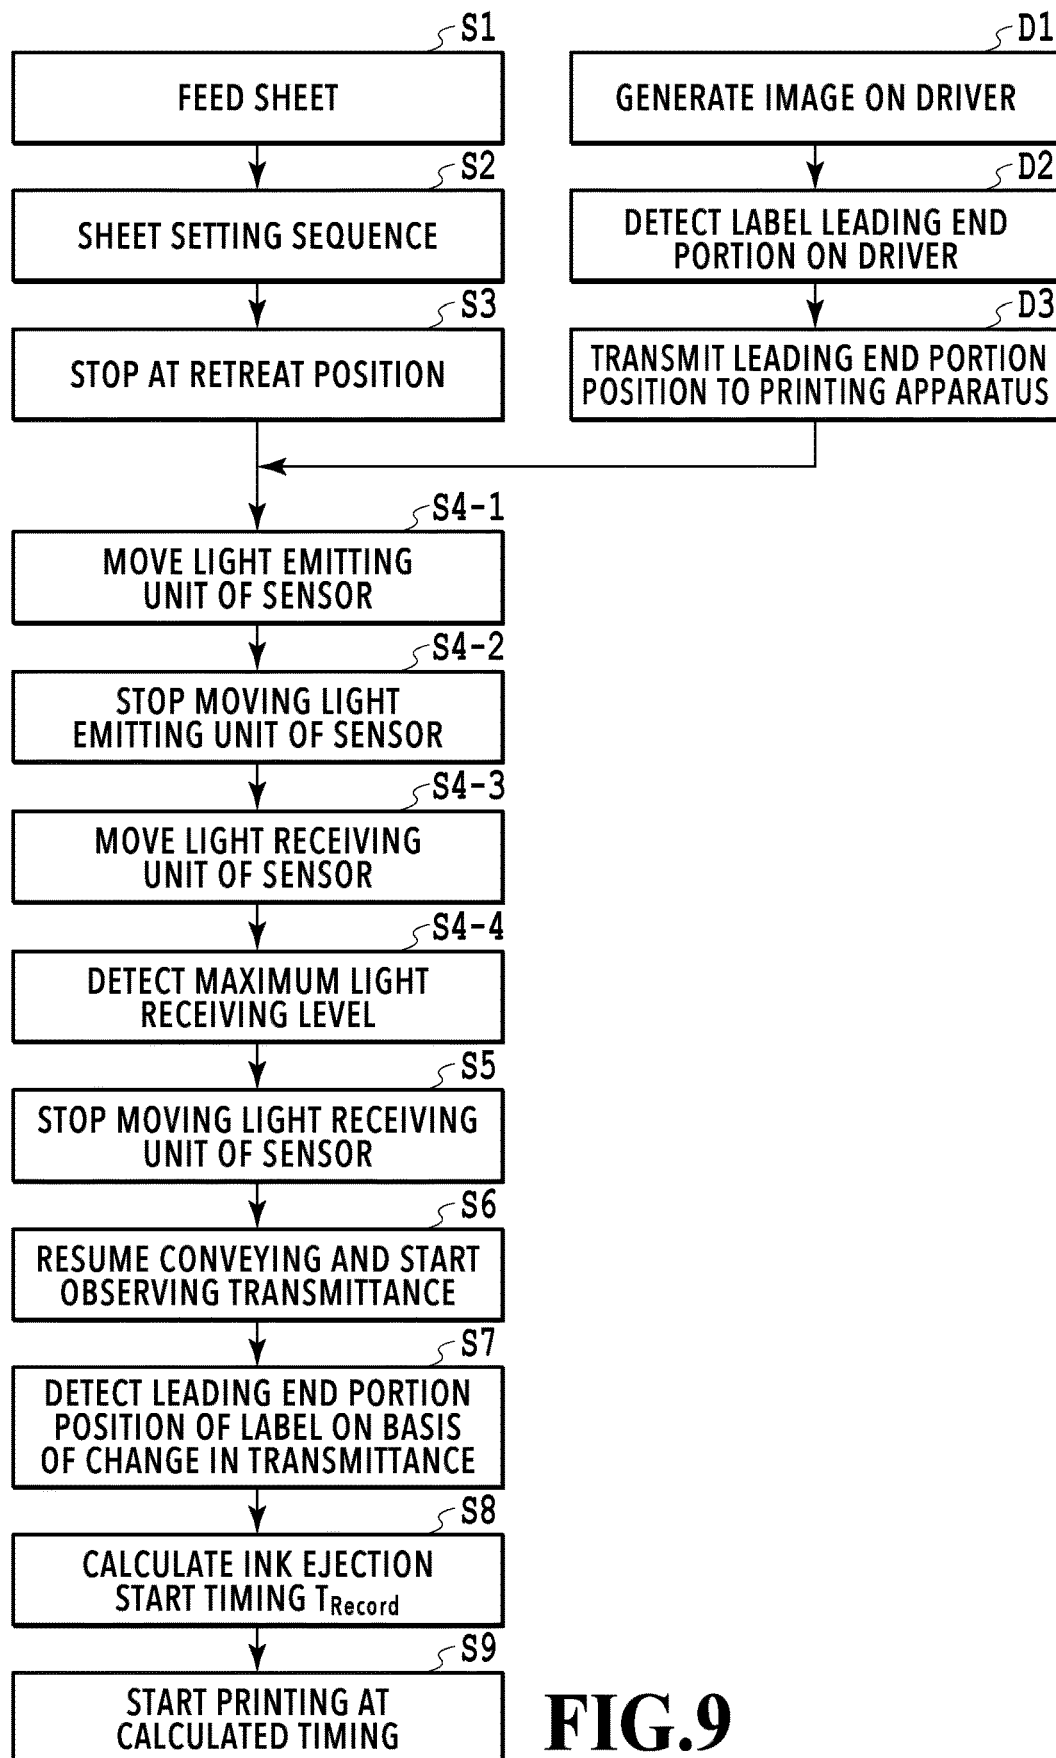 S1
FEED SHEET
S2
SHEET SETTING SEQUENCE
S3
STOP AT RETREAT POSITION
D1
GENERATE IMAGE ON DRIVER
D2
DETECT LABEL LEADING END
PORTION ON DRIVER
D3
TRANSMIT LEADING END PORTION
POSITION TO PRINTING APPARATUS
S4-1
MOVE LIGHT EMITTING
UNIT OF SENSOR
S4-2
STOP MOVING LIGHT
EMITTING UNIT OF SENSOR
S4-3
MOVE LIGHT RECEIVING
UNIT OF SENSOR
S4-4
DETECT MAXIMUM LIGHT
RECEIVING LEVEL
S5
STOP MOVING LIGHT RECEIVING
UNIT OF SENSOR
S6
RESUME CONVEYING AND START
OBSERVING TRANSMITTANCE
S7
DETECT LEADING END PORTION
POSITION OF LABEL ON BASIS
OF CHANGE IN TRANSMITTANCE
S8
CALCULATE INK EJECTION
START TIMING TRecord
S9
START PRINTING AT
CALCULATED TIMING
FIG.9